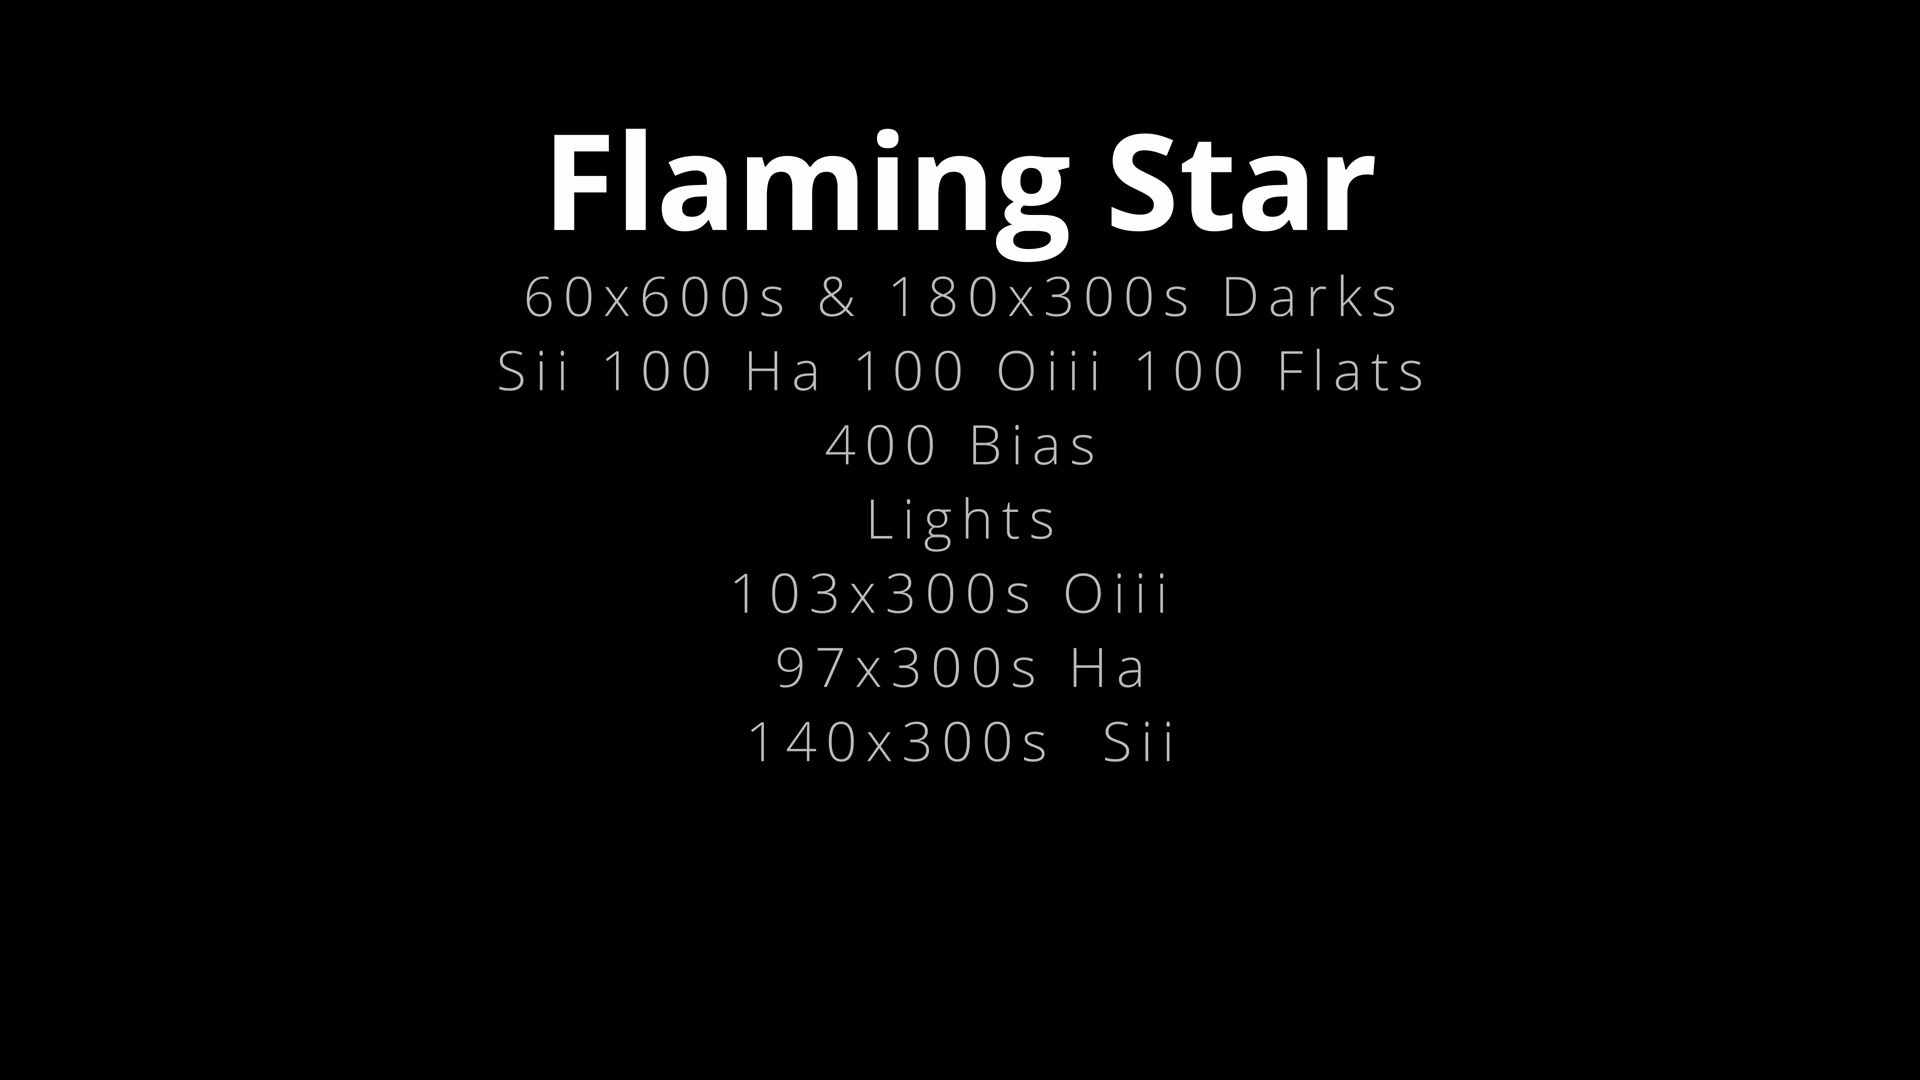 Flaming Star
60x600s & 180x300s Darks
Sii 100 Ha 100 Oiii 100 Flats
400 Bias
Lights
103x300s Oiii
97x300s Ha
140x300s  Sii